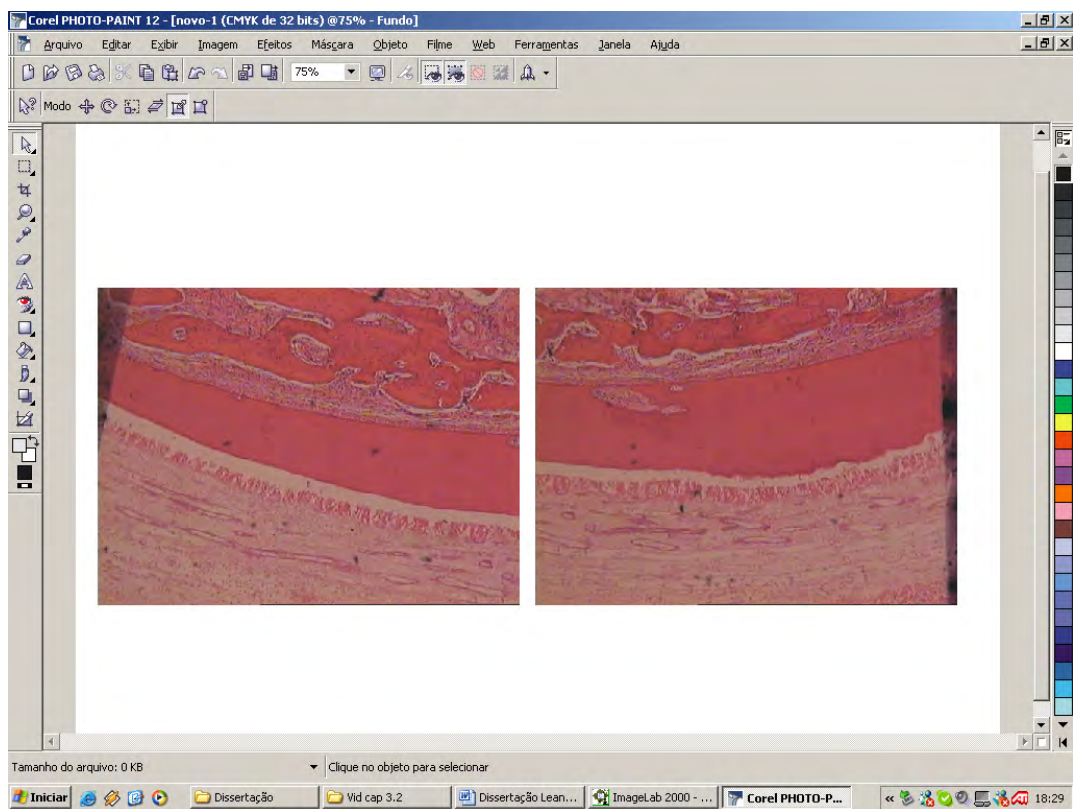 Corel PHOTO-PAINT 12 - [novo-1 (CMYK de 32 bits) @75% - Fundo]
Arquivo Editar Exibir Imagem Efeitos Máscara Objeto Filme Web Ferramentas Janela Ajuda
75%
Modo
Tamanho do arquivo: 0 KB Clique no objeto para selecionar
Iniciar Dissertação Vid cap 3.2 Dissertação Lean... ImageLab 2000 - ... Corel PHOTO-P... « 18:29